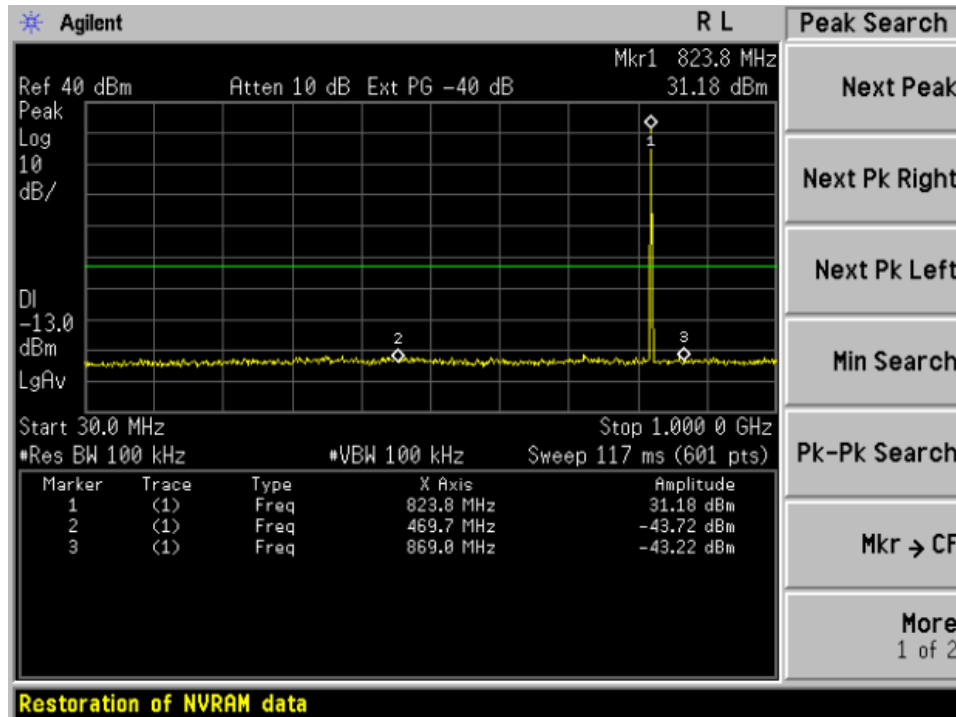 Agilent R L Peak Search
Mkr1 823.8 MHz
Ref 40 dBm Atten 10 dB Ext PG -40 dB 31.18 dBm
Peak
Log
10
dB/
1
DI
-13.0
dBm
LgAv
2
3
Start 30.0 MHz Stop 1.000 0 GHz
#Res BW 100 kHz #VBW 100 kHz Sweep 117 ms (601 pts)
Marker Trace Type X Axis Amplitude
1 (1) Freq 823.8 MHz 31.18 dBm
2 (1) Freq 469.7 MHz -43.72 dBm
3 (1) Freq 869.0 MHz -43.22 dBm
Next Peak
Next Pk Right
Next Pk Left
Min Search
Pk-Pk Search
Mkr → CF
More
1 of 2
Restoration of NVRAM data